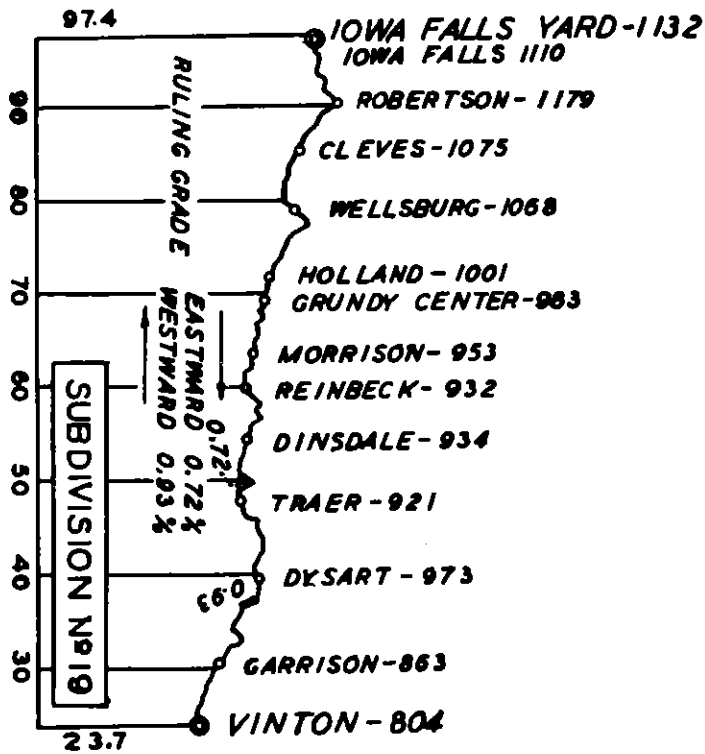 97.4
IOWA FALLS YARD-1132
IOWA FALLS 1110
90
ROBERTSON-1179
CLEVES-1075
80
WELLSBURG-1068
RULING GRADE
EASTWARD 0.72%
WESTWARD 0.93%
HOLLAND-1001
70
GRUNDY CENTER-983
MORRISON-953
60
REINBECK-932
DINSDALE-934
0.72
50
TRAER-921
40
DYSART-973
0.93
30
GARRISON-863
SUBDIVISION Nº19
VINTON-804
23.7